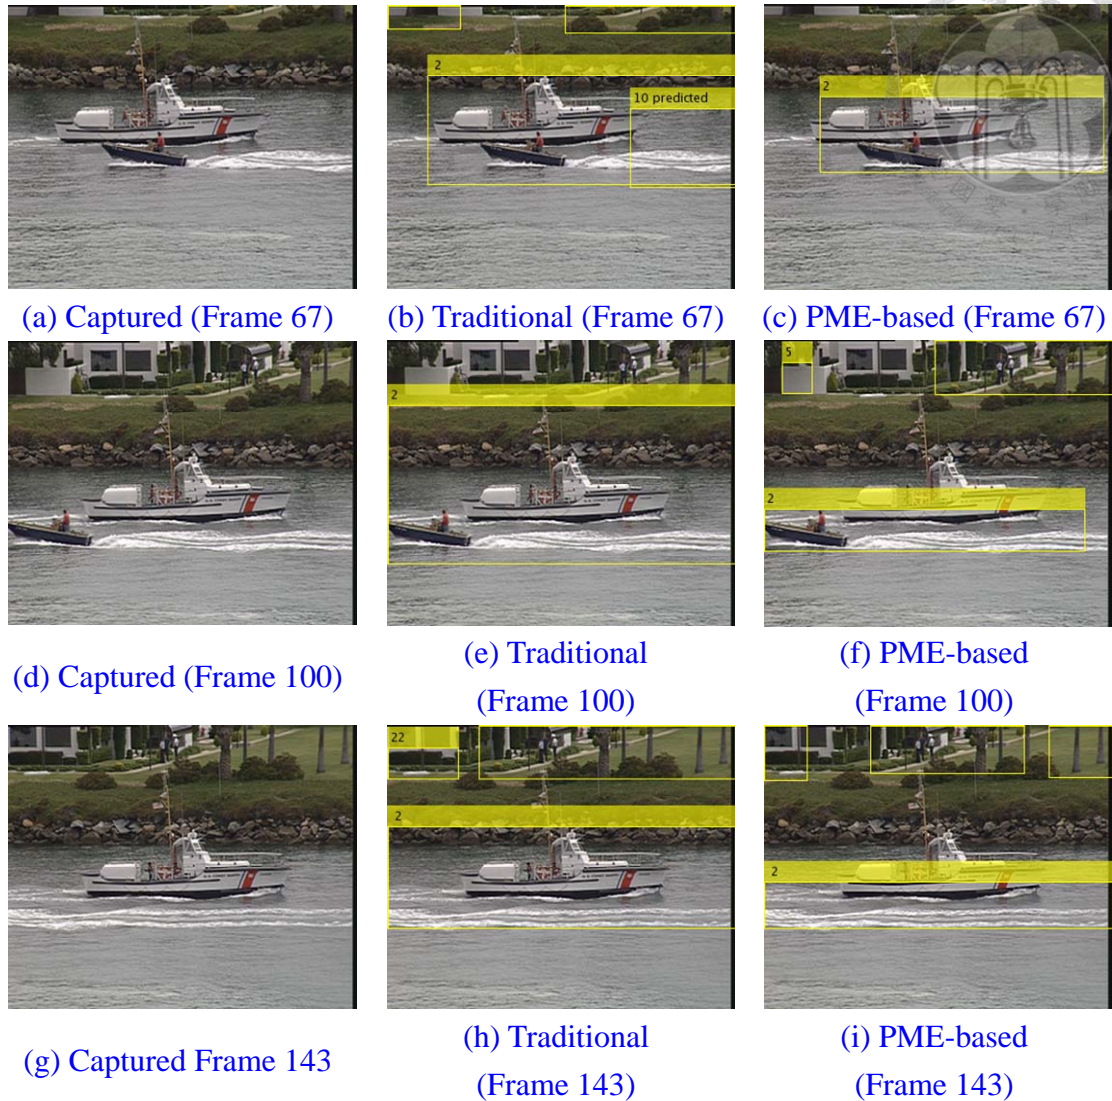 2
10 predicted
2
(a) Captured (Frame 67)
(b) Traditional (Frame 67)
(c) PME-based (Frame 67)
2
5
2
(d) Captured (Frame 100)
(e) Traditional
(Frame 100)
(f) PME-based
(Frame 100)
22
2
2
(g) Captured Frame 143
(h) Traditional
(Frame 143)
(i) PME-based
(Frame 143)